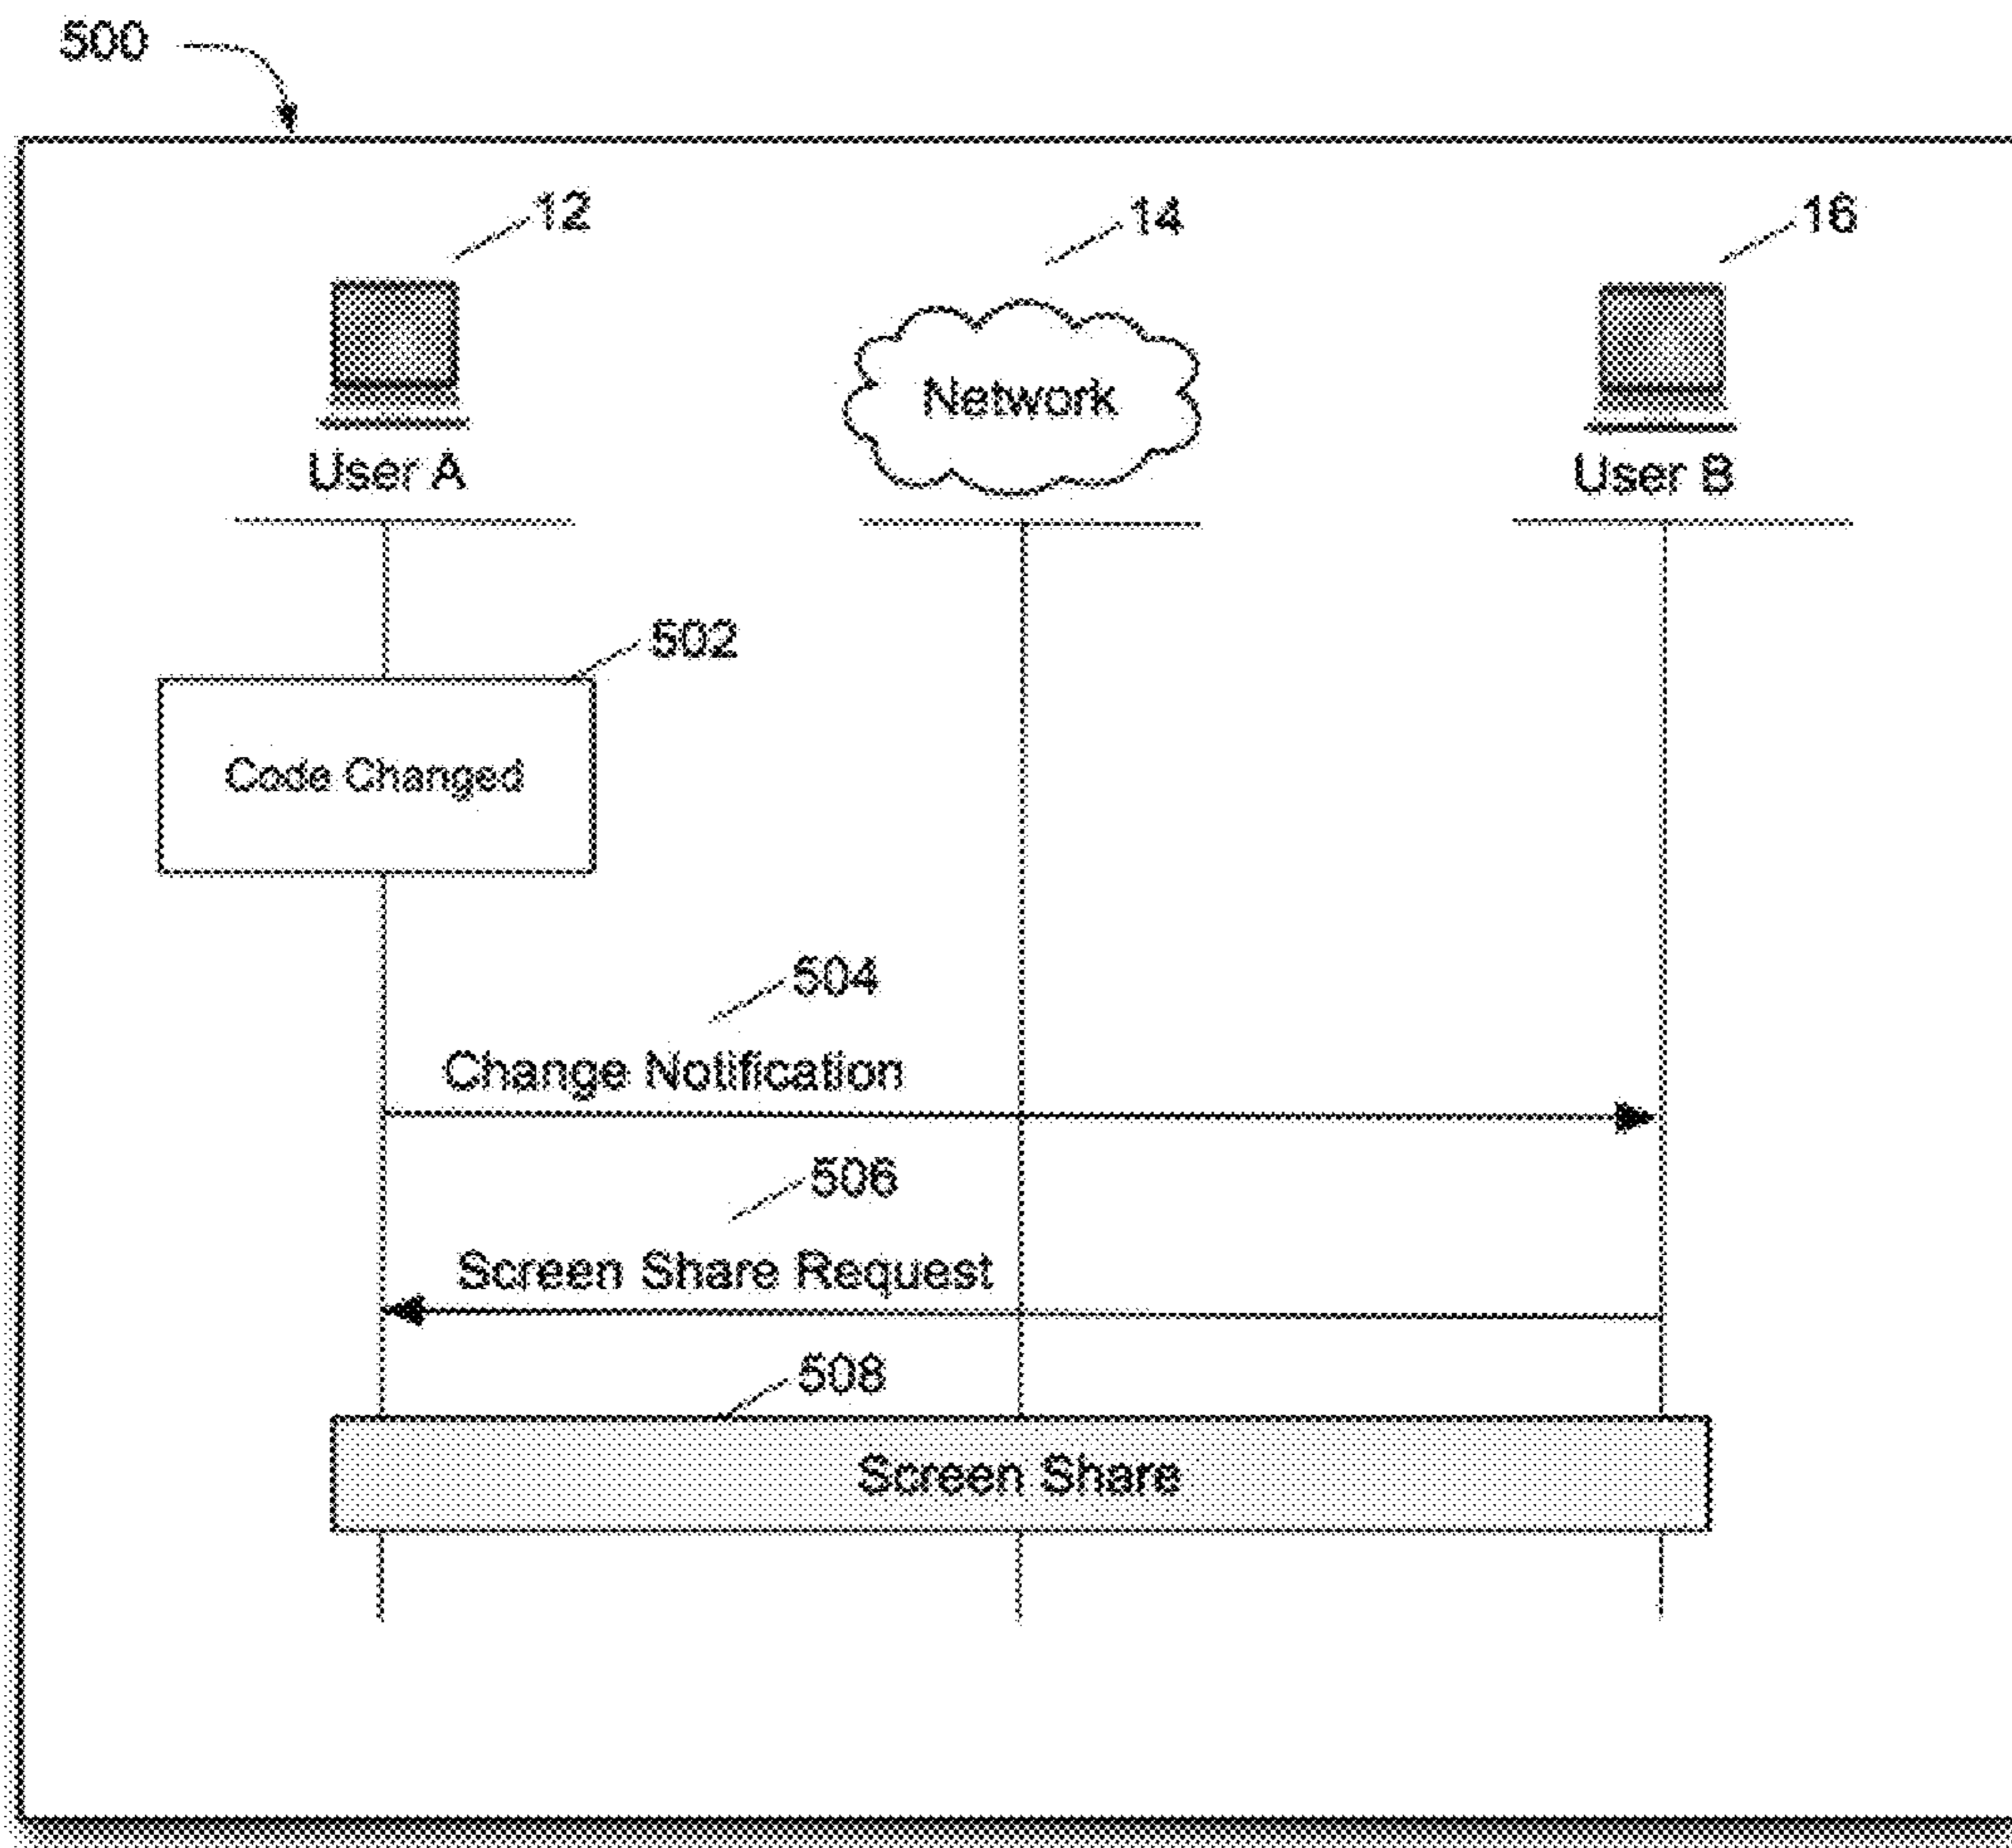 500
12
14
16
Network
User A
User B
502
Code Changed
504
Change Notification
506
Screen Share Request
508
Screen Share